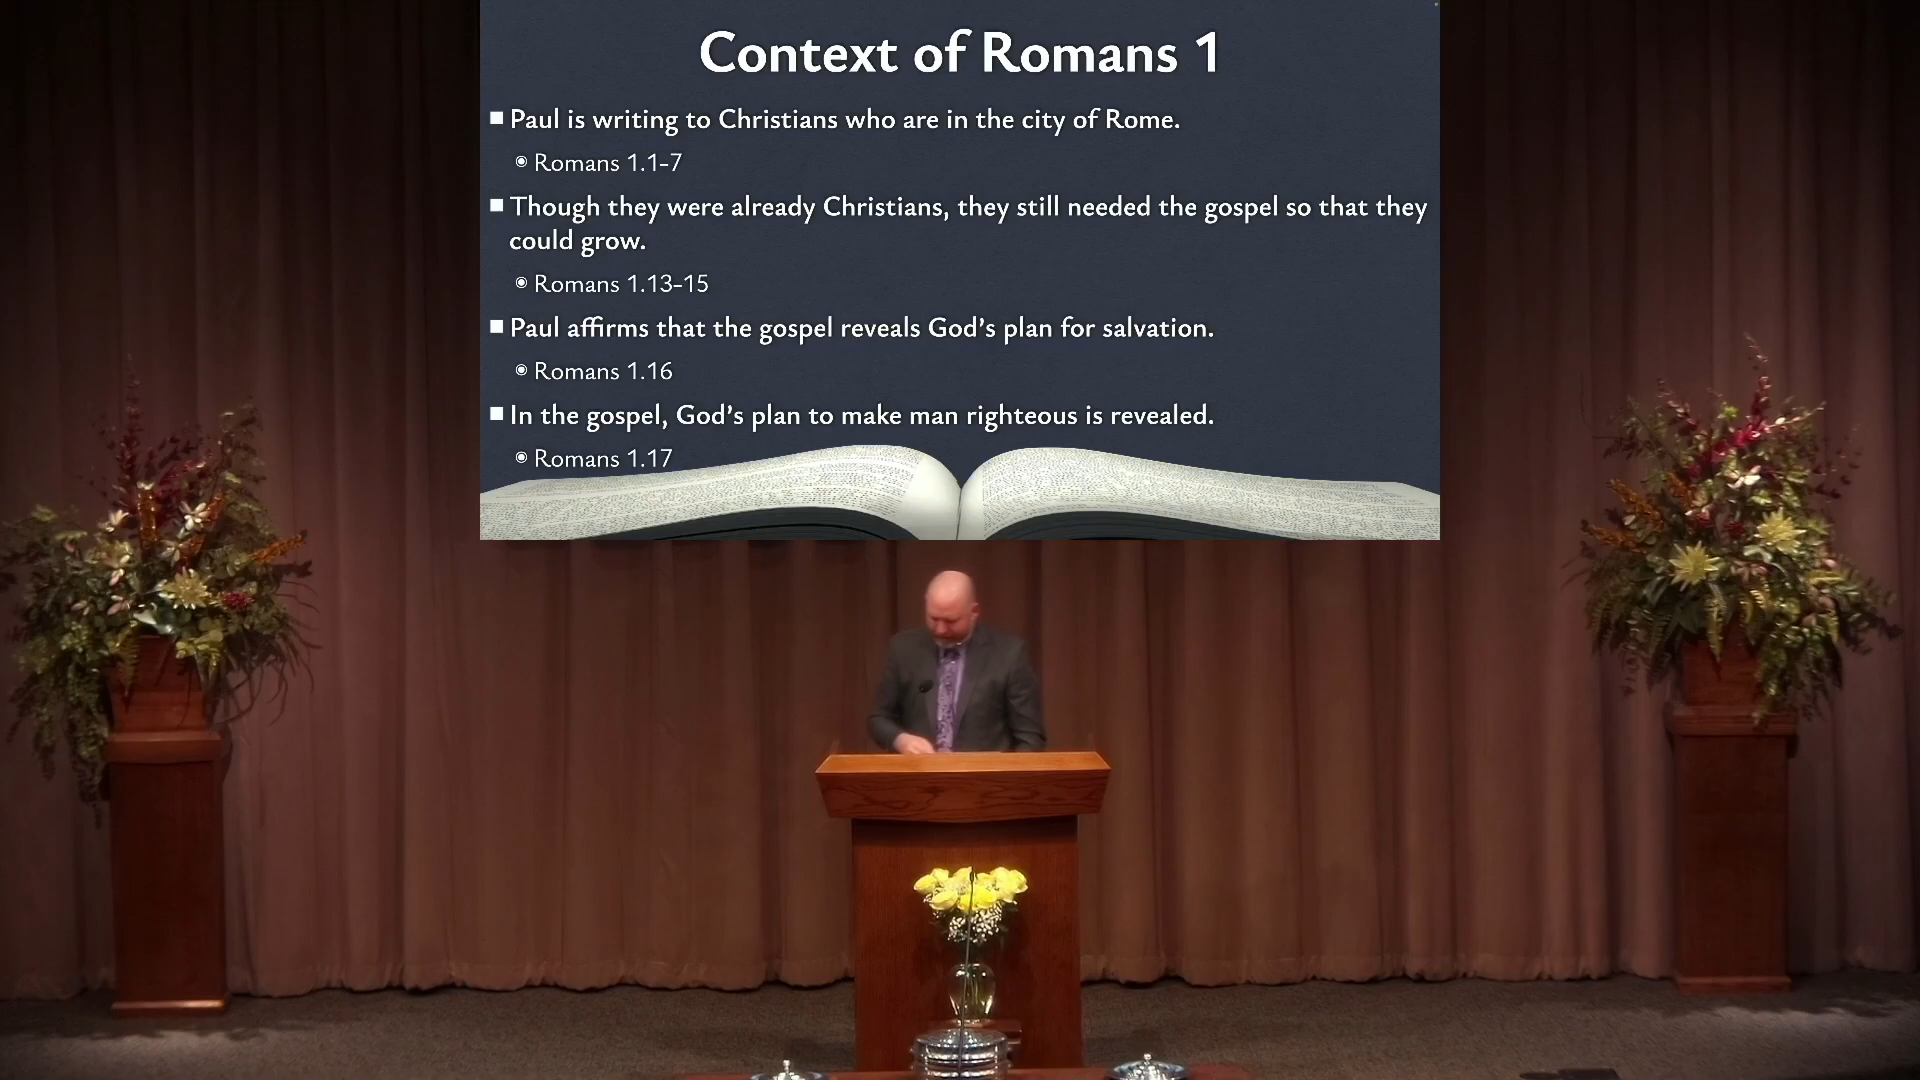 Context of Romans 1
Paul is writing to Christians who are in the city of Rome.
Romans 1.1-7
Though they were already Christians, they still needed the gospel so that they
could grow.
Romans 1.13-15
Paul affirms that the gospel reveals God's plan for salvation.
Romans 1.16
In the gospel, God's plan to make man righteous is revealed.
Romans 1.17